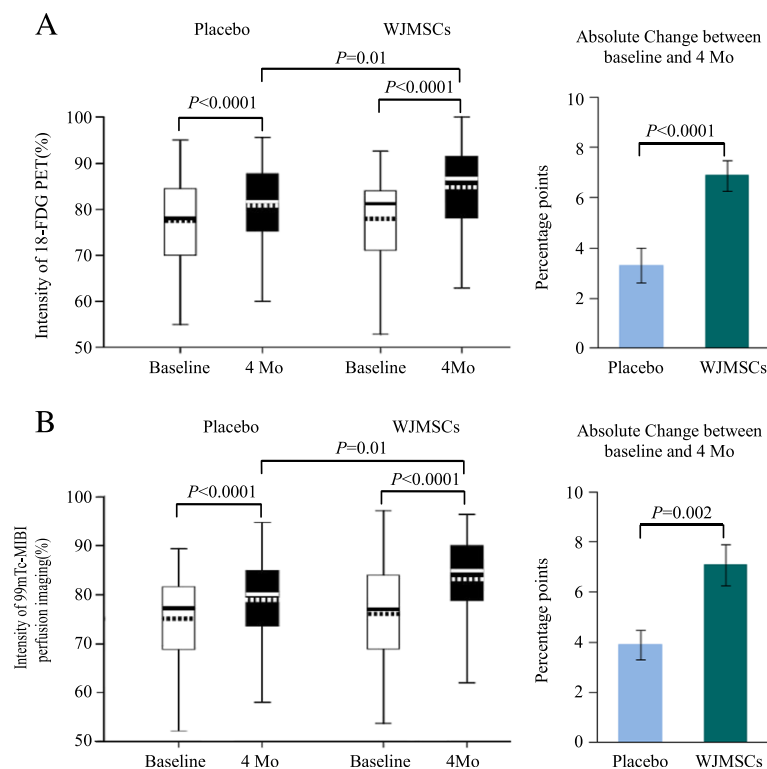 A
Placebo
WJMSCs
P=0.01
P<0.0001
P<0.0001
Intensity of 18-FDG PET(%)
100
90
80
70
60
50
Baseline
4 Mo
Baseline
4Mo
Absolute Change between
baseline and 4 Mo
P<0.0001
Percentage points
10
8
6
4
2
0
Placebo
WJMSCs
B
Placebo
WJMSCs
P=0.01
P<0.0001
P<0.0001
Intensity of 99mTc-MIBI
perfusion imaging(%)
100
90
80
70
60
50
Baseline
4 Mo
Baseline
4Mo
Absolute Change between
baseline and 4 Mo
P=0.002
Percentage points
10
8
6
4
2
0
Placebo
WJMSCs